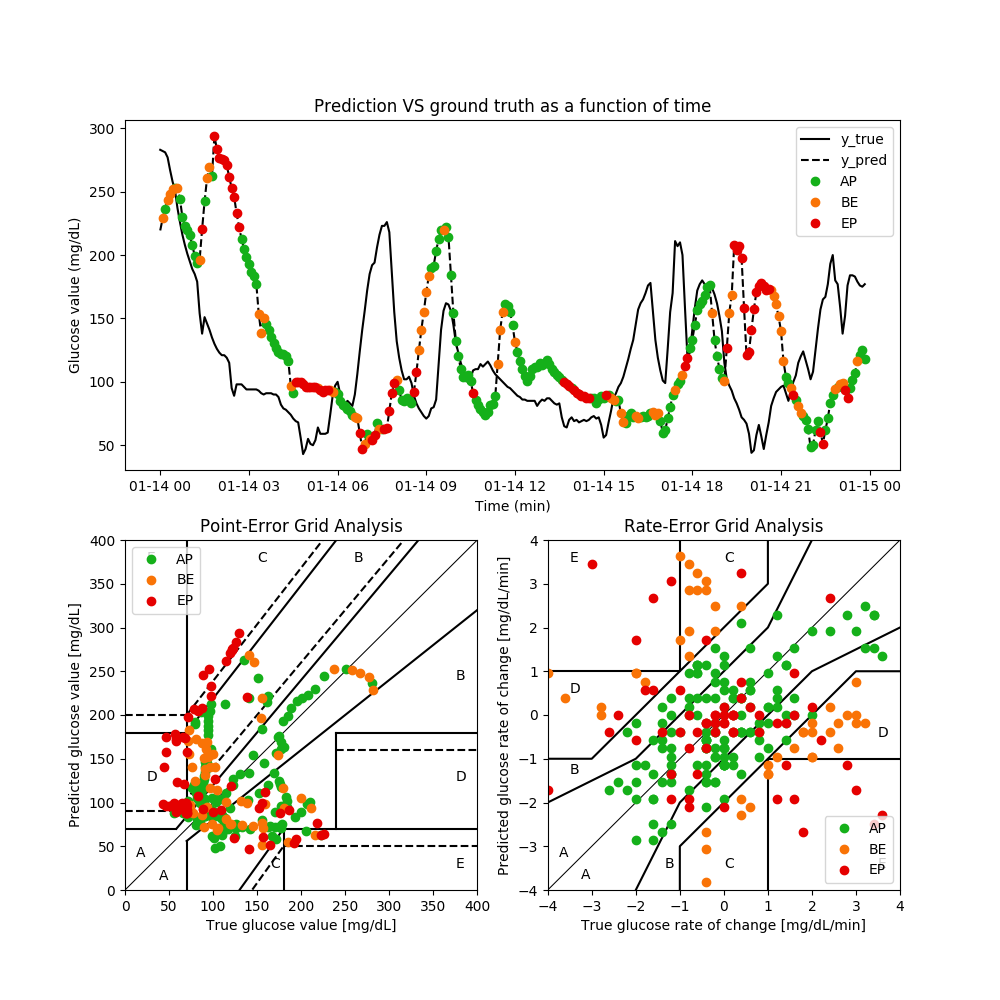 Prediction VS ground truth as a function of time
300
250
200
150
100
50
Glucose value (mg/dL)
y_true
y_pred
AP
BE
EP
01-14 00 01-14 03 01-14 06 01-14 09 01-14 12 01-14 15 01-14 18 01-14 21 01-15 00
Time (min)
Point-Error Grid Analysis
400
350
300
250
200
150
100
50
0
Predicted glucose value [mg/dL]
AP
BE
EP
C B
B
D D
A
A C E
0 50 100 150 200 250 300 350 400
True glucose value [mg/dL]
Rate-Error Grid Analysis
4
3
2
1
0
−1
−2
−3
−4
Predicted glucose rate of change [mg/dL/min]
E C
D
D
B
A B C
A
AP
BE
EP
−4 −3 −2 −1 0 1 2 3 4
True glucose rate of change [mg/dL/min]